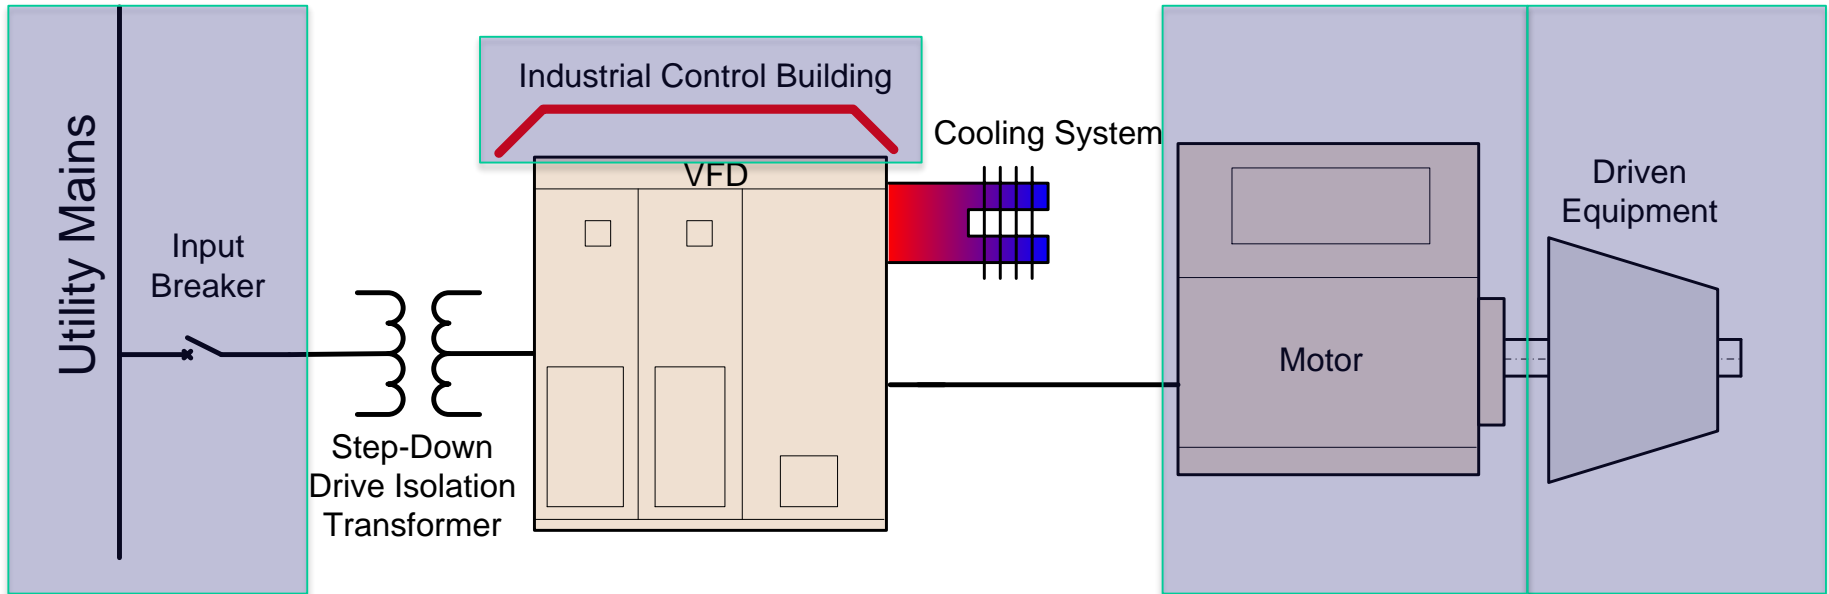 Utility Mains
Input
Breaker
Step-Down
Drive Isolation
Transformer
Industrial Control Building
VFD
Cooling System
Motor
Driven
Equipment